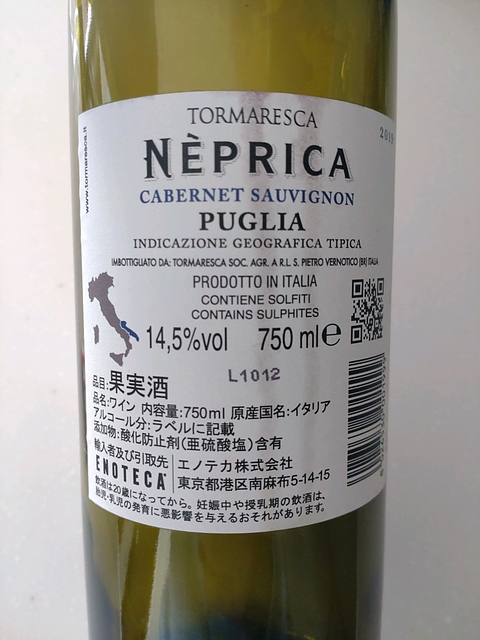 www.tormaresca.it
TORMARESCA
2019
NÈPRICA
CABERNET SAUVIGNON
PUGLIA
INDICAZIONE GEOGRAFICA TIPICA
IMBOTTIGLIATO DA: TORMARESCA SOC. AGR. A R.L. S. PIETRO VERNOTICO (BR) ITALIA
PRODOTTO IN ITALIA
CONTIENE SOLFITI
CONTAINS SULPHITES
14,5%vol 750 ml e
L1012
品目:果実酒
品名:ワイン 内容量:750ml 原産国名:イタリア
アルコール分:ラベルに記載
添加物:酸化防止剤(亜硫酸塩)含有
輸入者及び引取先
ENOTECA エノテカ株式会社
東京都港区南麻布5-14-15
飲酒は20歳になってから。妊娠中や授乳期の飲酒は、
胎児・乳児の発育に悪影響を与えるおそれがあります。